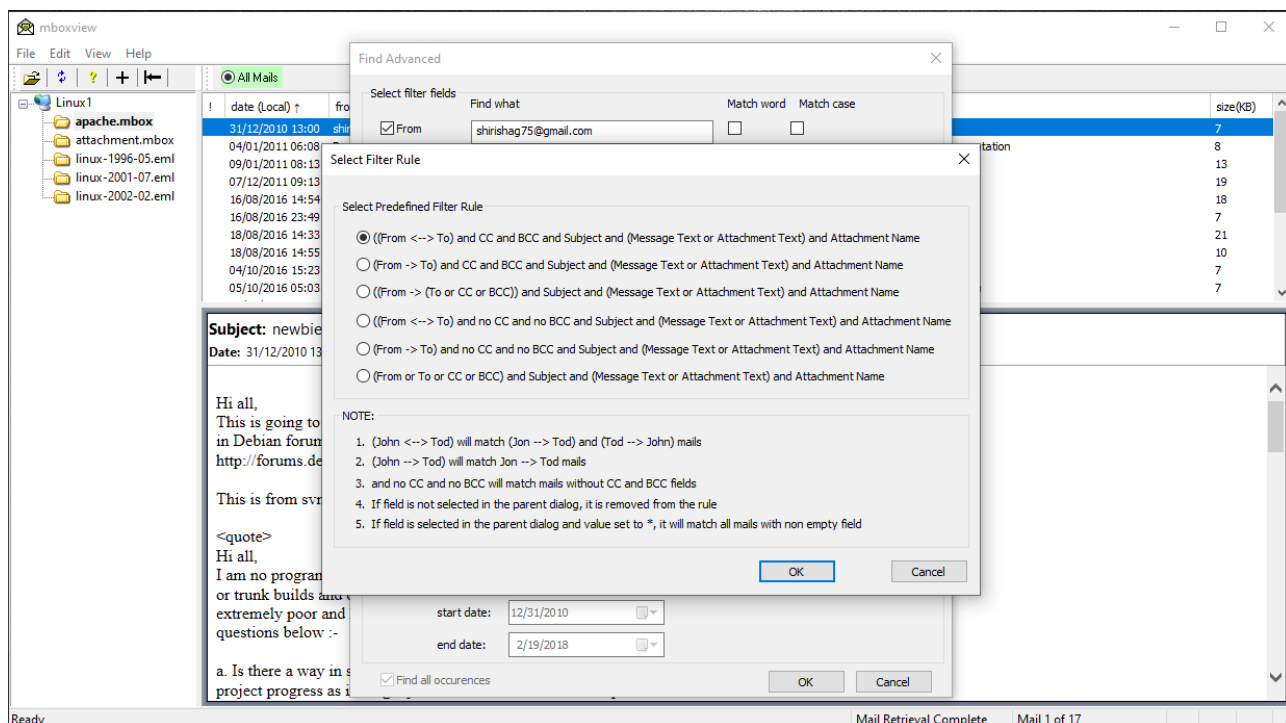 mboxview
File Edit View Help
All Mails
Linux1
apache.mbox
attachment.mbox
linux-1996-05.eml
linux-2001-07.eml
linux-2002-02.eml
! date (Local) ↑ fro size(KB)
31/12/2010 13:00 shir 7
04/01/2011 06:08 tation 8
09/01/2011 08:13 13
07/12/2011 09:13 19
16/08/2016 14:54 18
16/08/2016 23:49 7
18/08/2016 14:33 21
18/08/2016 14:55 10
04/10/2016 15:23 7
05/10/2016 05:03 7
Find Advanced
Select filter fields
Find what Match word Match case
From shirishag75@gmail.com
Select Filter Rule
Select Predefined Filter Rule
((From <--> To) and CC and BCC and Subject and (Message Text or Attachment Text) and Attachment Name
(From -> To) and CC and BCC and Subject and (Message Text or Attachment Text) and Attachment Name
((From -> (To or CC or BCC)) and Subject and (Message Text or Attachment Text) and Attachment Name
((From <--> To) and no CC and no BCC and Subject and (Message Text or Attachment Text) and Attachment Name
(From -> To) and no CC and no BCC and Subject and (Message Text or Attachment Text) and Attachment Name
(From or To or CC or BCC) and Subject and (Message Text or Attachment Text) and Attachment Name
NOTE:
1. (John <--> Tod) will match (Jon --> Tod) and (Tod --> John) mails
2. (John --> Tod) will match Jon --> Tod mails
3. and no CC and no BCC will match mails without CC and BCC fields
4. If field is not selected in the parent dialog, it is removed from the rule
5. If field is selected in the parent dialog and value set to *, it will match all mails with non empty field
OK Cancel
start date: 12/31/2010
end date: 2/19/2018
Find all occurences
OK Cancel
Subject: newbie
Date: 31/12/2010 13
Hi all,
This is going to
in Debian forum
http://forums.de
This is from svn
<quote>
Hi all,
I am no program
or trunk builds and
extremely poor and
questions below :-
a. Is there a way in s
project progress as i
Ready Mail Retrieval Complete Mail 1 of 17